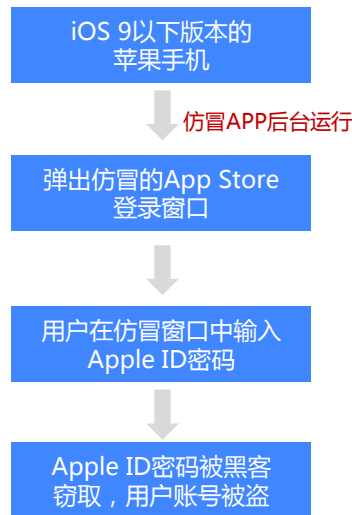 iOS 9以下版本的
苹果手机
仿冒APP后台运行
弹出仿冒的App Store
登录窗口
用户在仿冒窗口中输入
Apple ID密码
Apple ID密码被黑客
窃取，用户账号被盗